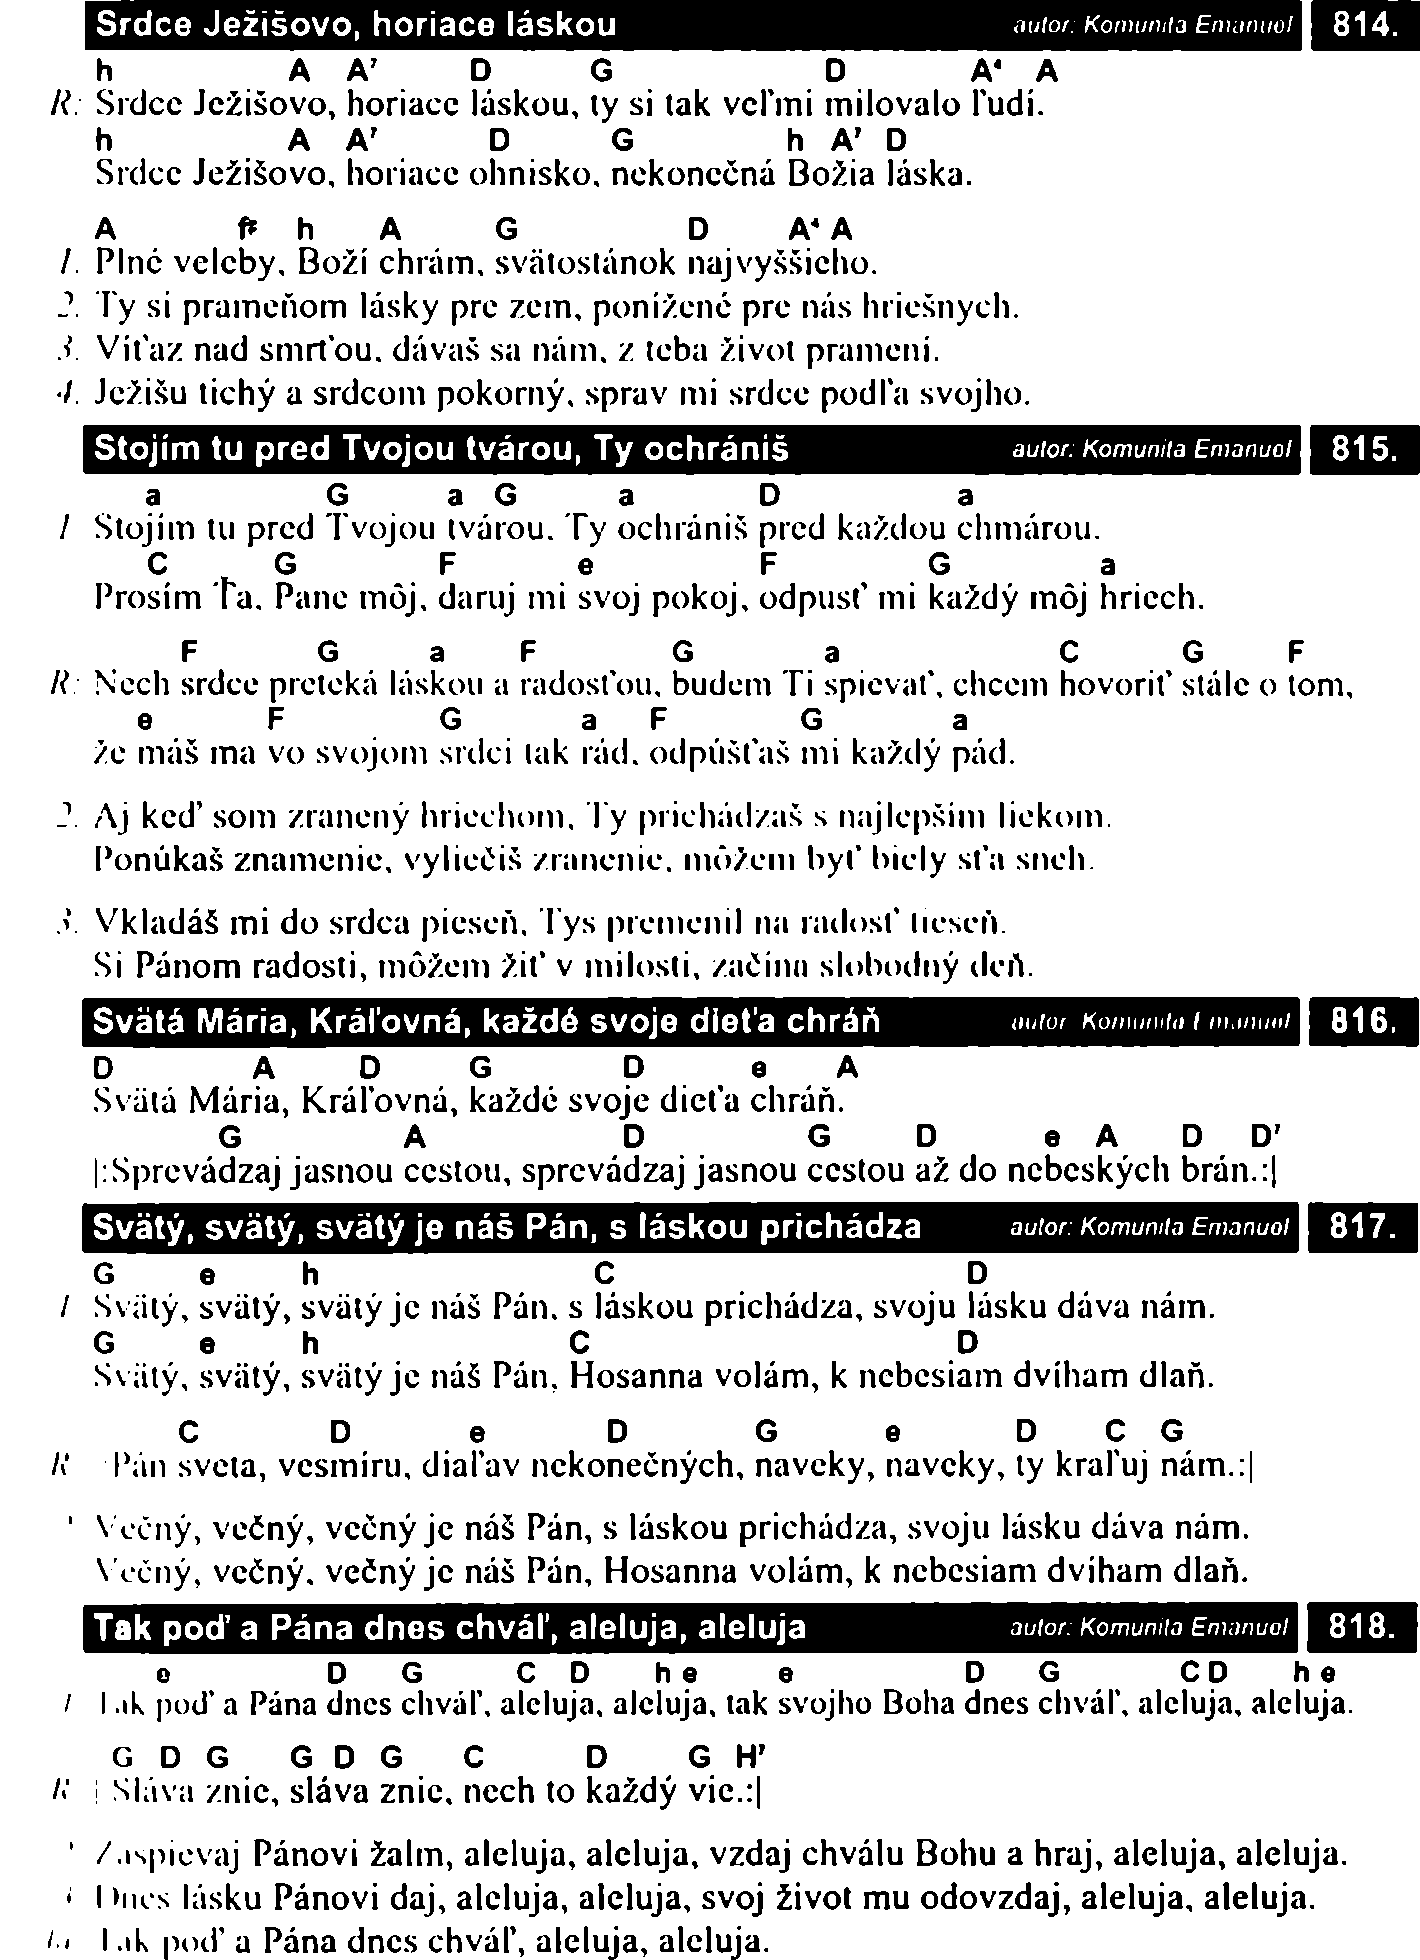 Srdce Ježišovo, horiace láskou autor: Komunita Emanuel 814.
h A A⁷ D G D A⁴ A
R: Srdce Ježišovo, horiace láskou, ty si tak veľmi milovalo ľudí.
h A A⁷ D G h A⁷ D
Srdce Ježišovo, horiace ohnisko, nekonečná Božia láska.
A h A G D A⁴ A
1. Plné veleby, Boží chrám, svätostánok najvyššieho.
2. Ty si prameňom lásky pre zem, ponížené pre nás hriešnych.
3. Víťaz nad smrťou, dávaš sa nám, z teba život pramení.
4. Ježišu tichý a srdcom pokorný, sprav mi srdce podľa svojho.
Stojím tu pred Tvojou tvárou, Ty ochrániš autor: Komunita Emanuel 815.
a G a G a D a
1 Stojím tu pred Tvojou tvárou, Ty ochrániš pred každou chmárou.
C G F e F G a
Prosím Ťa, Pane môj, daruj mi svoj pokoj, odpusť mi každý môj hriech.
F G a F G a C G F
R: Nech srdce preteká láskou a radosťou, budem Ti spievať, chcem hovoriť stále o tom,
e F G a F G a
že máš ma vo svojom srdci tak rád, odpúšťaš mi každý pád.
2. Aj keď som zranený hriechom, Ty prichádzaš s najlepším liekom.
Ponúkaš znamenie, vyliečiš zranenie, môžem byť biely sťa sneh.
3. Vkladáš mi do srdca pieseň, Tys premenil na radosť tieseň.
Si Pánom radosti, môžem žiť v milosti, začína slobodný deň.
Svätá Mária, Kráľovná, každé svoje dieťa chráň autor Komunita Emanuel 816.
D A D G D e A
Svätá Mária, Kráľovná, každé svoje dieťa chráň.
G A D G D e A D D⁷
|:Sprevádzaj jasnou cestou, sprevádzaj jasnou cestou až do nebeských brán.:|
Svätý, svätý, svätý je náš Pán, s láskou prichádza autor: Komunita Emanuel 817.
G e h C D
1 Svätý, svätý, svätý je náš Pán, s láskou prichádza, svoju lásku dáva nám.
G e h C D
Svätý, svätý, svätý je náš Pán, Hosanna volám, k nebesiam dvíham dlaň.
C D e D G e D C G
R Pán sveta, vesmíru, diaľav nekonečných, naveky, naveky, ty kraľuj nám.:|
Večný, večný, večný je náš Pán, s láskou prichádza, svoju lásku dáva nám.
Večný, večný, večný je náš Pán, Hosanna volám, k nebesiam dvíham dlaň.
Tak poď a Pána dnes chváľ, aleluja, aleluja autor: Komunita Emanuel 818.
e D G C D h e e D G C D h e
1 Tak poď a Pána dnes chváľ, aleluja, aleluja, tak svojho Boha dnes chváľ, aleluja, aleluja.
G D G G D G C D G H⁷
R | Sláva znie, sláva znie, nech to každý vie.:|
Zaspievaj Pánovi žalm, aleluja, aleluja, vzdaj chválu Bohu a hraj, aleluja, aleluja.
Dnes lásku Pánovi daj, aleluja, aleluja, svoj život mu odovzdaj, aleluja, aleluja.
Tak poď a Pána dnes chváľ, aleluja, aleluja.